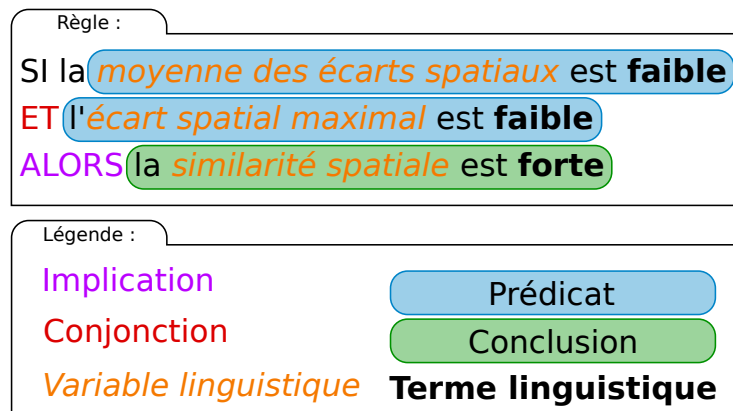 Règle :
SI la moyenne des écarts spatiaux est faible
ET l'écart spatial maximal est faible
ALORS la similarité spatiale est forte
Légende :
Implication
Prédicat
Conjonction
Conclusion
Variable linguistique
Terme linguistique